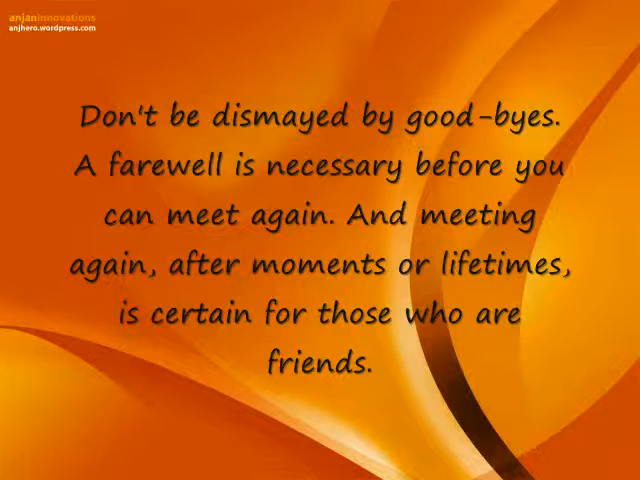 anjaninnovations
anjhero.wordpress.com
Don't be dismayed by good-byes.
A farewell is necessary before you
can meet again. And meeting
again, after moments or lifetimes,
is certain for those who are
friends.